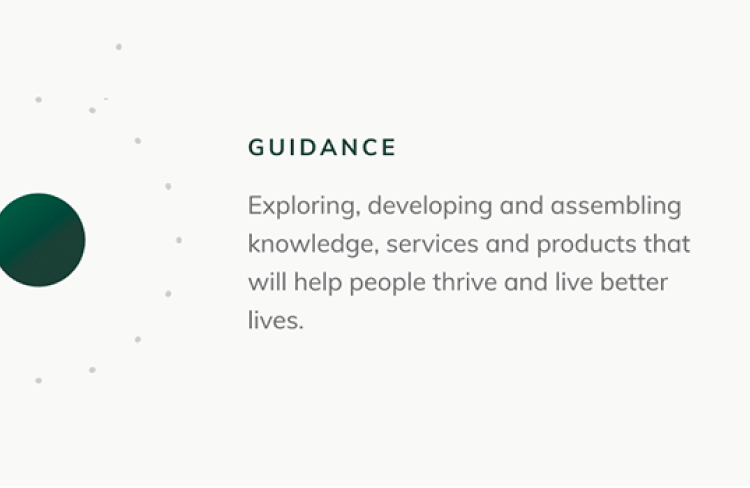 GUIDANCE
Exploring, developing and assembling
knowledge, services and products that
will help people thrive and live better
lives.